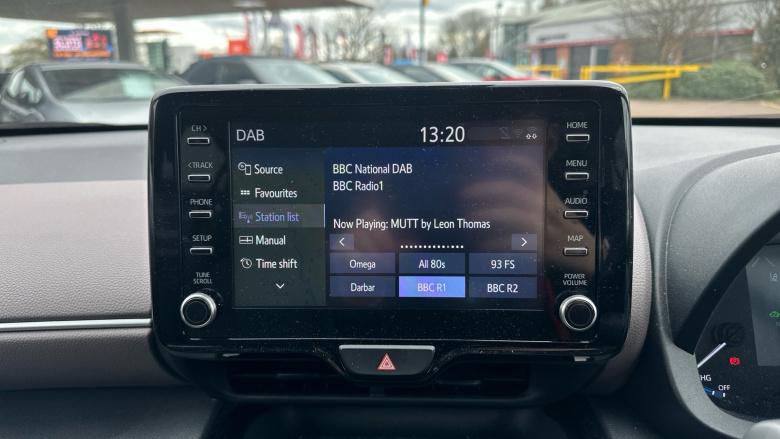 DAB 13:20
CH >
< TRACK
PHONE
SETUP
TUNE
SCROLL
Source
Favourites
Station list
Manual
Time shift
BBC National DAB
BBC Radio1
Now Playing: MUTT by Leon Thomas
Omega All 80s 93 FS
Darbar BBC R1 BBC R2
HOME
MENU
AUDIO
MAP
POWER
VOLUME
HG
OFF